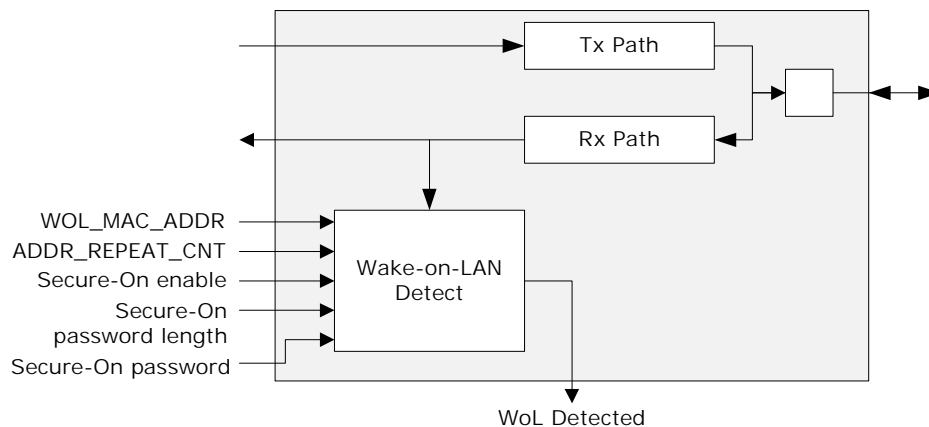 Tx Path
Rx Path
WOL_MAC_ADDR
ADDR_REPEAT_CNT
Secure-On enable
Secure-On
password length
Secure-On password
Wake-on-LAN
Detect
WoL Detected